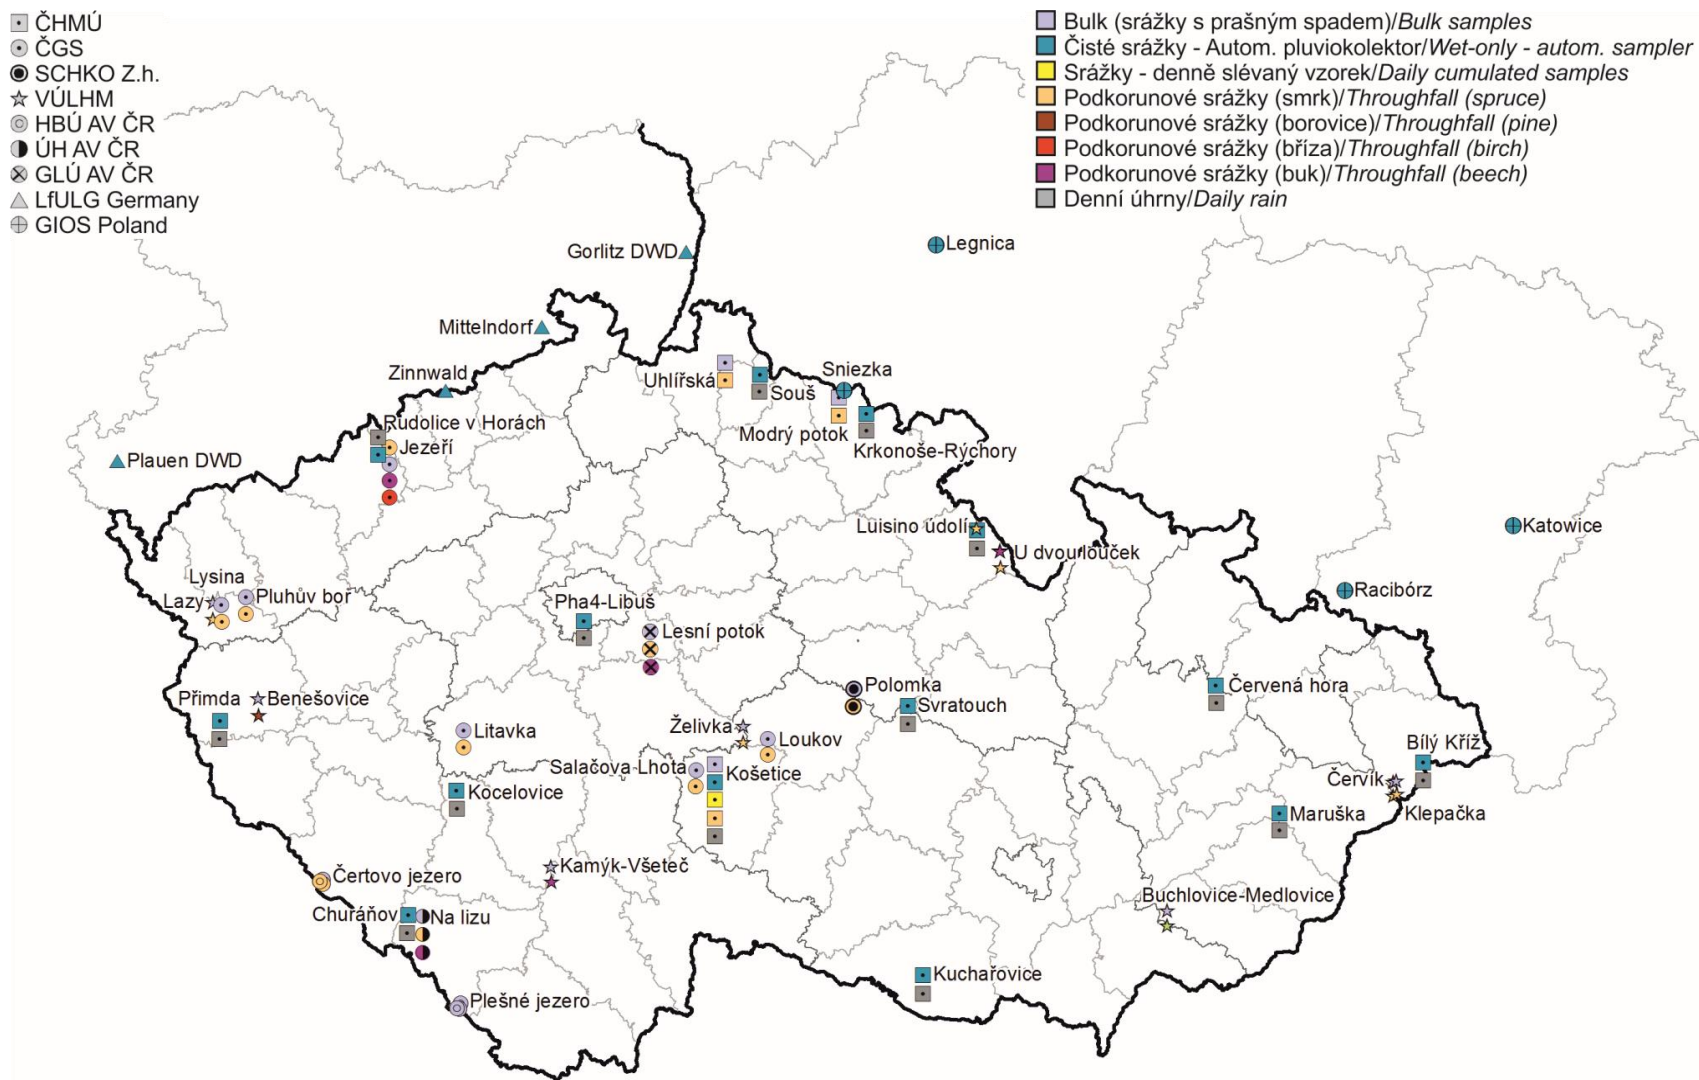 ČHMÚ
ČGS
SCHKO Z.h.
VÚLHM
HBÚ AV ČR
ÚH AV ČR
GLÚ AV ČR
LfULG Germany
GIOS Poland
Bulk (srážky s prašným spadem)/Bulk samples
Čisté srážky - Autom. pluviokolektor/Wet-only - autom. sampler
Srážky - denně slévaný vzorek/Daily cumulated samples
Podkorunové srážky (smrk)/Throughfall (spruce)
Podkorunové srážky (borovice)/Throughfall (pine)
Podkorunové srážky (bříza)/Throughfall (birch)
Podkorunové srážky (buk)/Throughfall (beech)
Denní úhrny/Daily rain
Legnica
Gorlitz DWD
Mittelndorf
Zinnwald
Sniezka
Uhlířská
Souš
Rudolice v Horách
Modrý potok
Jezeří
Krkonoše-Rýchory
Plauen DWD
Luisino údolí
Katowice
U dvourlouček
Lysina
Racibórz
Pluhův bor
Lazy
Pha4-Libuš
Lesní potok
Polomka
Červená hora
Přimda
Benešovice
Svratouch
Litavka
Želivka
Loukov
Bílý Kříž
Salačova Lhota
Košetice
Červík
Kocelovice
Maruška
Klepačka
Kamýk-Všeteč
Čertovo jezero
Buchlovice-Medlovice
Churáňov
Na lizu
Kuchařovice
Plešné jezero